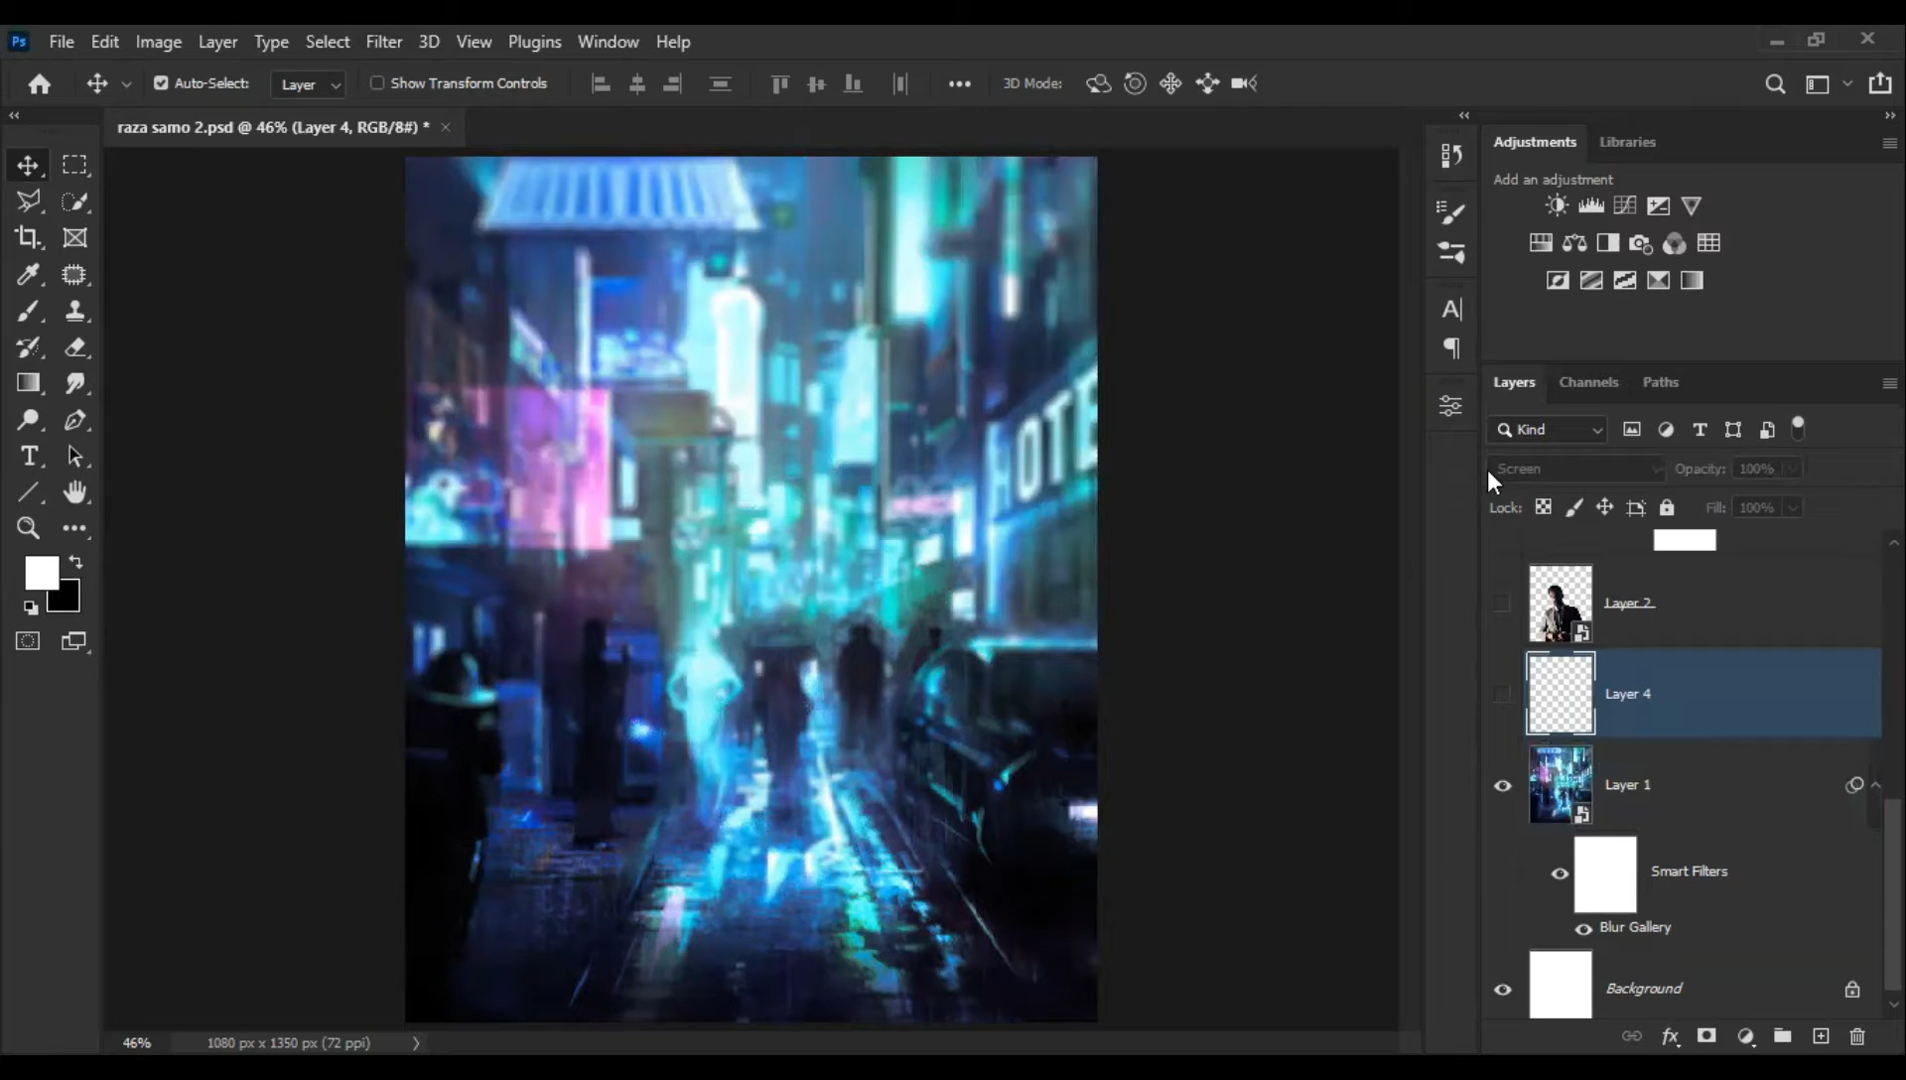 Ps File Edit Image Layer Type Select Filter 3D View Plugins Window Help
Auto-Select: Layer Show Transform Controls 3D Mode:
raza samo 2.psd @ 46% (Layer 4, RGB/8#) *
Adjustments Libraries
Add an adjustment
Layers Channels Paths
Kind
Screen Opacity: 100%
Lock: Fill: 100%
HOTE
Layer 2
Layer 4
Layer 1
Smart Filters
Blur Gallery
Background
46% 1080 px x 1350 px (72 ppi)